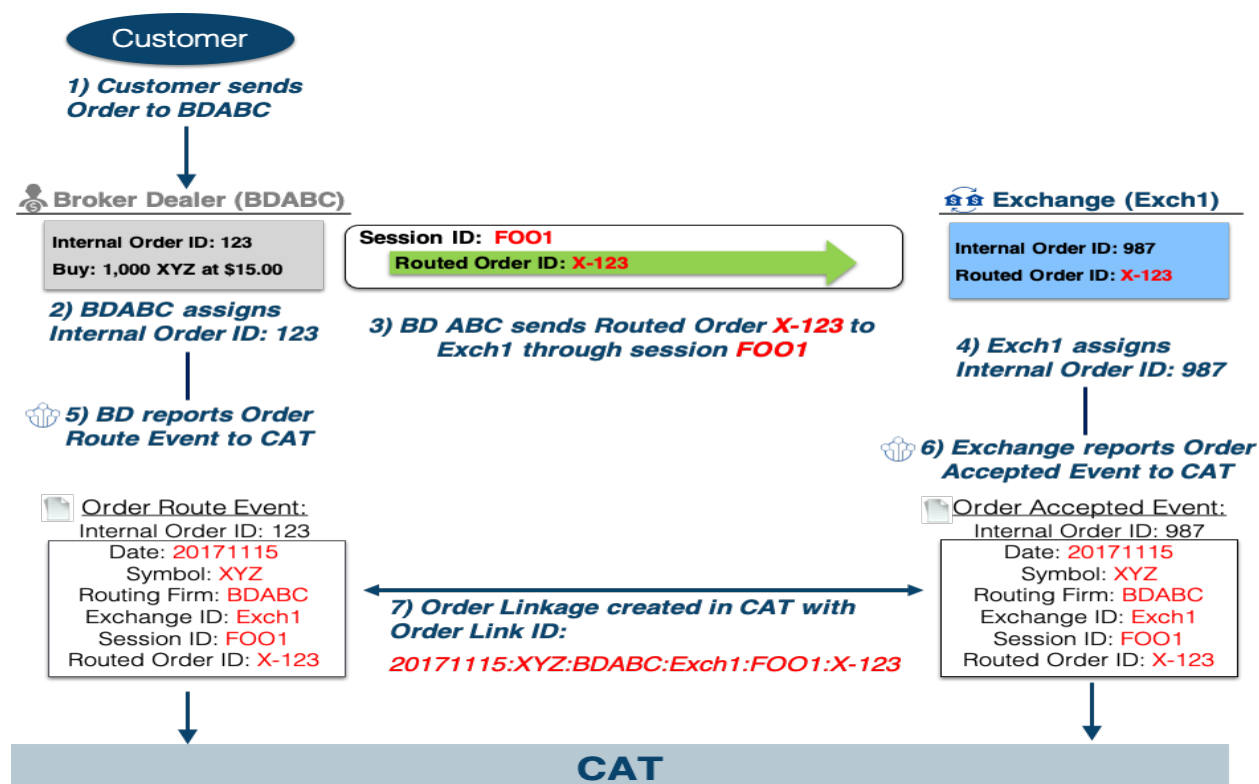 Customer
1) Customer sends
Order to BDABC
Broker Dealer (BDABC)
Internal Order ID: 123
Buy: 1,000 XYZ at $15.00
Session ID: FOO1
Routed Order ID: X-123
Exchange (Exch1)
Internal Order ID: 987
Routed Order ID: X-123
2) BDABC assigns
Internal Order ID: 123
3) BD ABC sends Routed Order X-123 to
Exch1 through session FOO1
4) Exch1 assigns
Internal Order ID: 987
5) BD reports Order
Route Event to CAT
6) Exchange reports Order
Accepted Event to CAT
Order Route Event:
Internal Order ID: 123
Date: 20171115
Symbol: XYZ
Routing Firm: BDABC
Exchange ID: Exch1
Session ID: FOO1
Routed Order ID: X-123
7) Order Linkage created in CAT with
Order Link ID:
20171115:XYZ:BDABC:Exch1:FOO1:X-123
Order Accepted Event:
Internal Order ID: 987
Date: 20171115
Symbol: XYZ
Routing Firm: BDABC
Exchange ID: Exch1
Session ID: FOO1
Routed Order ID: X-123
CAT